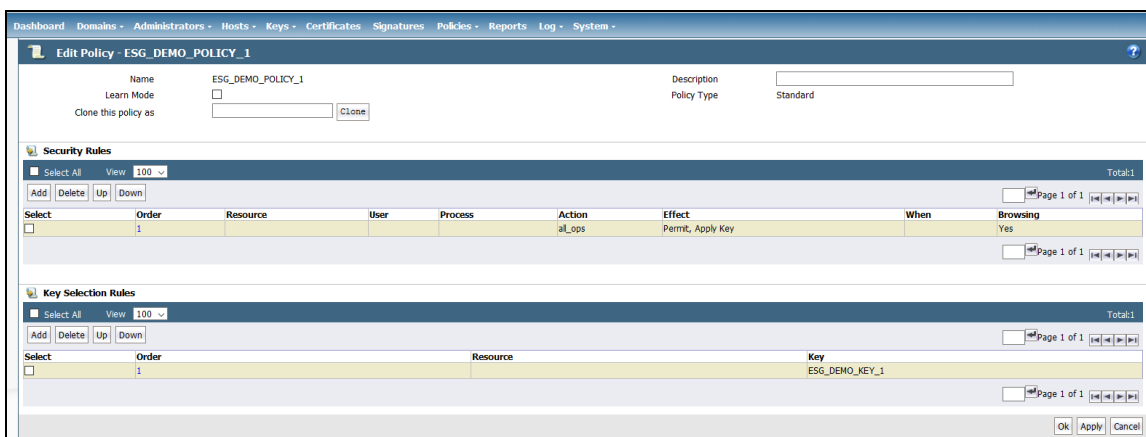 Dashboard Domains Administrators Hosts Keys Certificates Signatures Policies Reports Log System
Edit Policy - ESG_DEMO_POLICY_1 ?
Name ESG_DEMO_POLICY_1 Description
Learn Mode Policy Type Standard
Clone this policy as Clone
Security Rules
Select All View 100 Total:1
Add Delete Up Down Page 1 of 1
Select Order Resource User Process Action Effect When Browsing
1 all_ops Permit, Apply Key Yes
Page 1 of 1
Key Selection Rules
Select All View 100 Total:1
Add Delete Up Down Page 1 of 1
Select Order Resource Key
1 ESG_DEMO_KEY_1
Page 1 of 1
Ok Apply Cancel